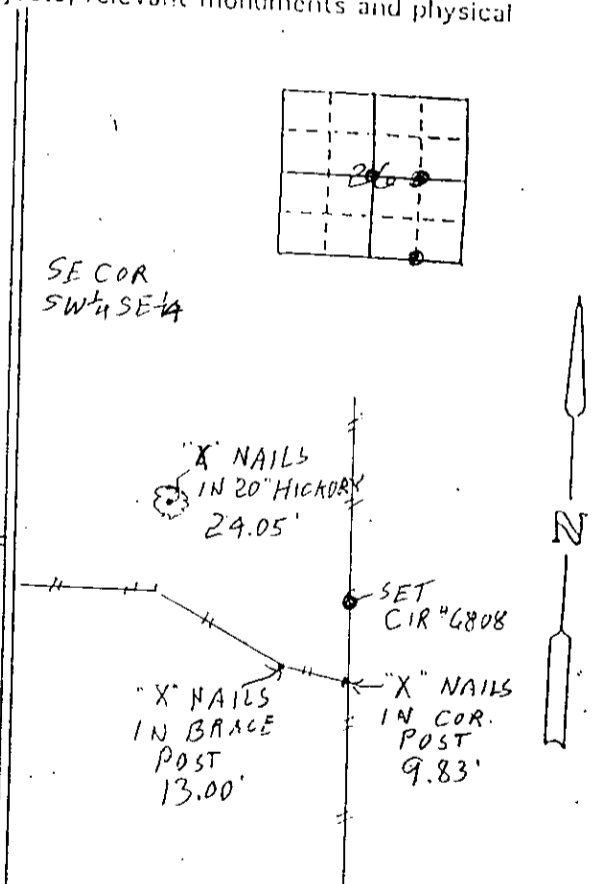 relevant monuments and physical
36
SE COR
SW¼ SE¼
"X" NAILS
IN 20" HICKORY
24.05'
N
SET
CIR #6808
"X" NAILS
IN BRACE
POST
13.00'
"X" NAILS
IN COR.
POST
9.83'